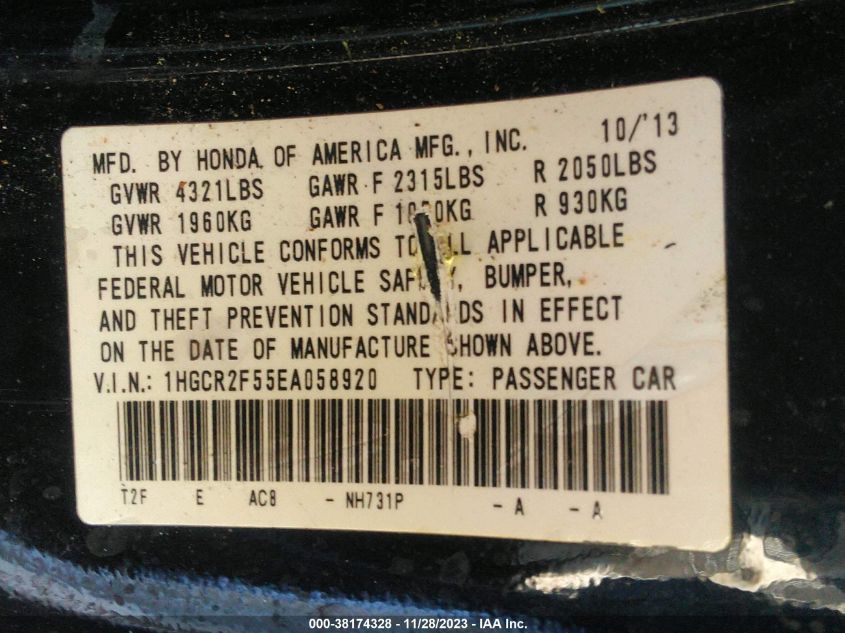 10/'13
MFD. BY HONDA OF AMERICA MFG., INC.
GVWR 4321LBS GAWR F 2315LBS R 2050LBS
GVWR 1960KG GAWR F R 930KG
THIS VEHICLE CONFORMS APPLICABLE
FEDERAL MOTOR VEHICLE BUMPER,
AND THEFT PREVENTION STANDARDS IN EFFECT
ON THE DATE OF MANUFACTURE SHOWN ABOVE.
V.I.N.: 1HGCR2F55EA058920 TYPE: PASSENGER CAR
T2F E AC8 - NH731P - A - A
000-38174328 - 11/28/2023 - IAA Inc.